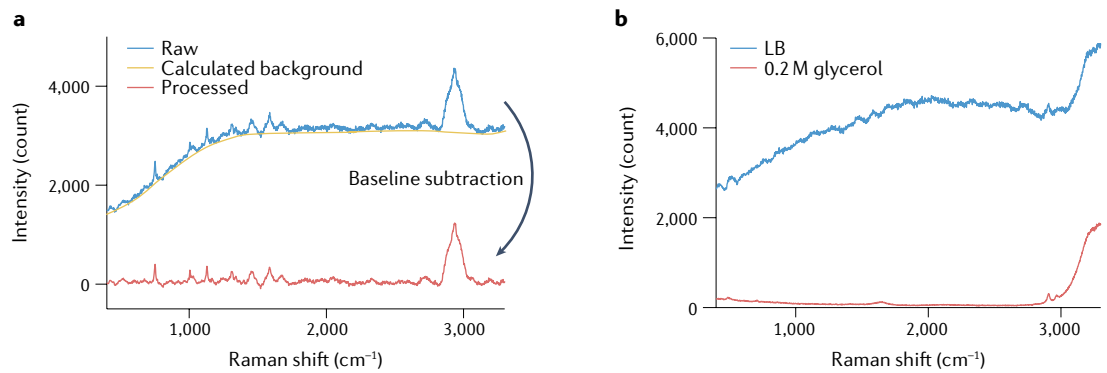 a
Raw
Calculated background
Processed
4,000
2,000
0
Intensity (count)
Baseline subtraction
1,000
2,000
3,000
Raman shift (cm⁻¹)
b
LB
0.2 M glycerol
6,000
4,000
2,000
0
Intensity (count)
1,000
2,000
3,000
Raman shift (cm⁻¹)